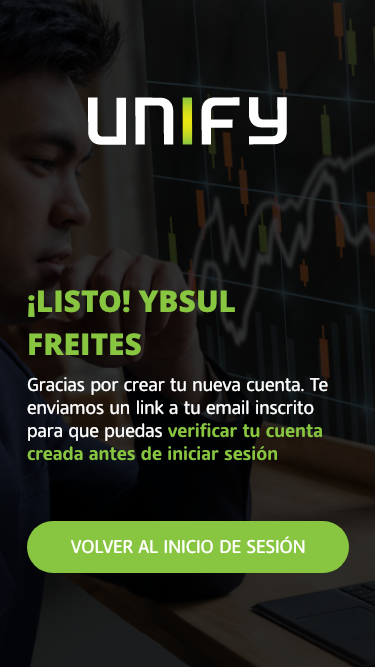 UNIFY
¡LISTO! YBSUL
FREITES
Gracias por crear tu nueva cuenta. Te
enviamos un link a tu email inscrito
para que puedas verificar tu cuenta
creada antes de iniciar sesión
VOLVER AL INICIO DE SESIÓN